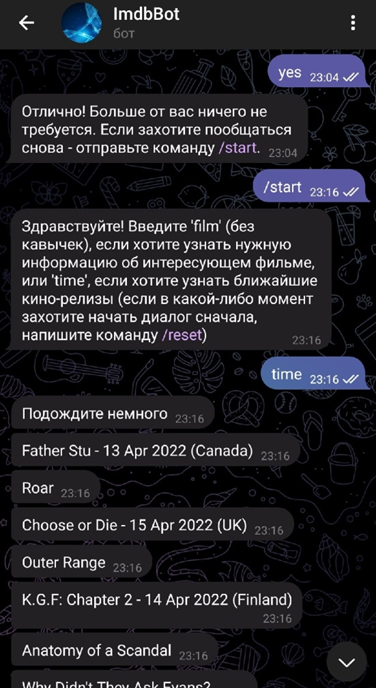 ImdbBot
бот
yes 23:04
Отлично! Больше от вас ничего не
требуется. Если захотите пообщаться
снова - отправьте команду /start. 23:04
/start 23:16
Здравствуйте! Введите 'film' (без
кавычек), если хотите узнать нужную
информацию об интересующем фильме,
или 'time', если хотите узнать ближайшие
кино-релизы (если в какой-либо момент
захотите начать диалог сначала,
напишите команду /reset) 23:16
time 23:16
Подождите немного 23:16
Father Stu - 13 Apr 2022 (Canada) 23:16
Roar 23:16
Choose or Die - 15 Apr 2022 (UK) 23:16
Outer Range 23:16
K.G.F: Chapter 2 - 14 Apr 2022 (Finland)
23:16
Anatomy of a Scandal 23:16
Why Didn't They Ask Evans?